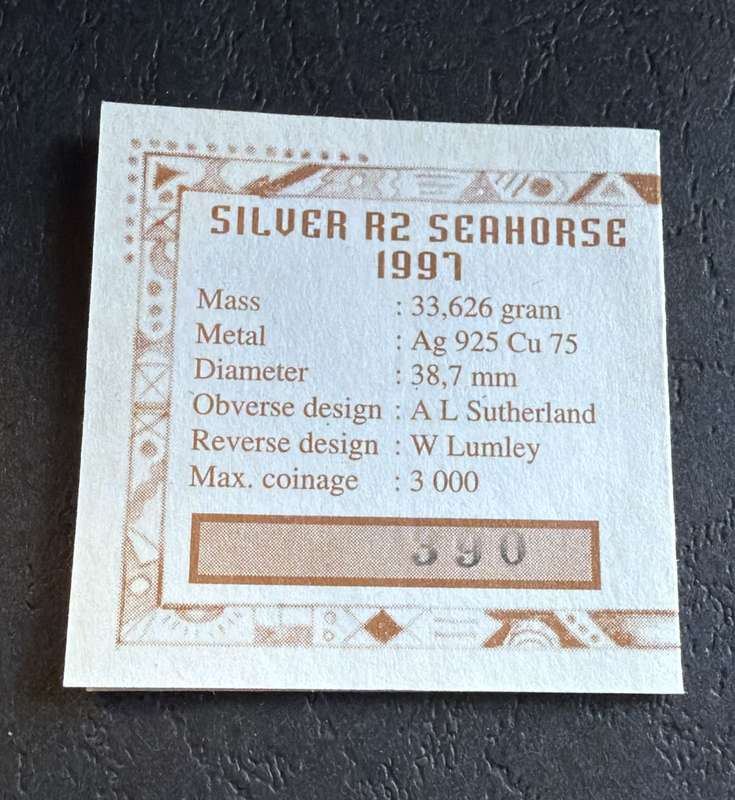 SILVER R2 SEAHORSE
1997
Mass : 33,626 gram
Metal : Ag 925 Cu 75
Diameter : 38,7 mm
Obverse design : A L Sutherland
Reverse design : W Lumley
Max. coinage : 3 000
390